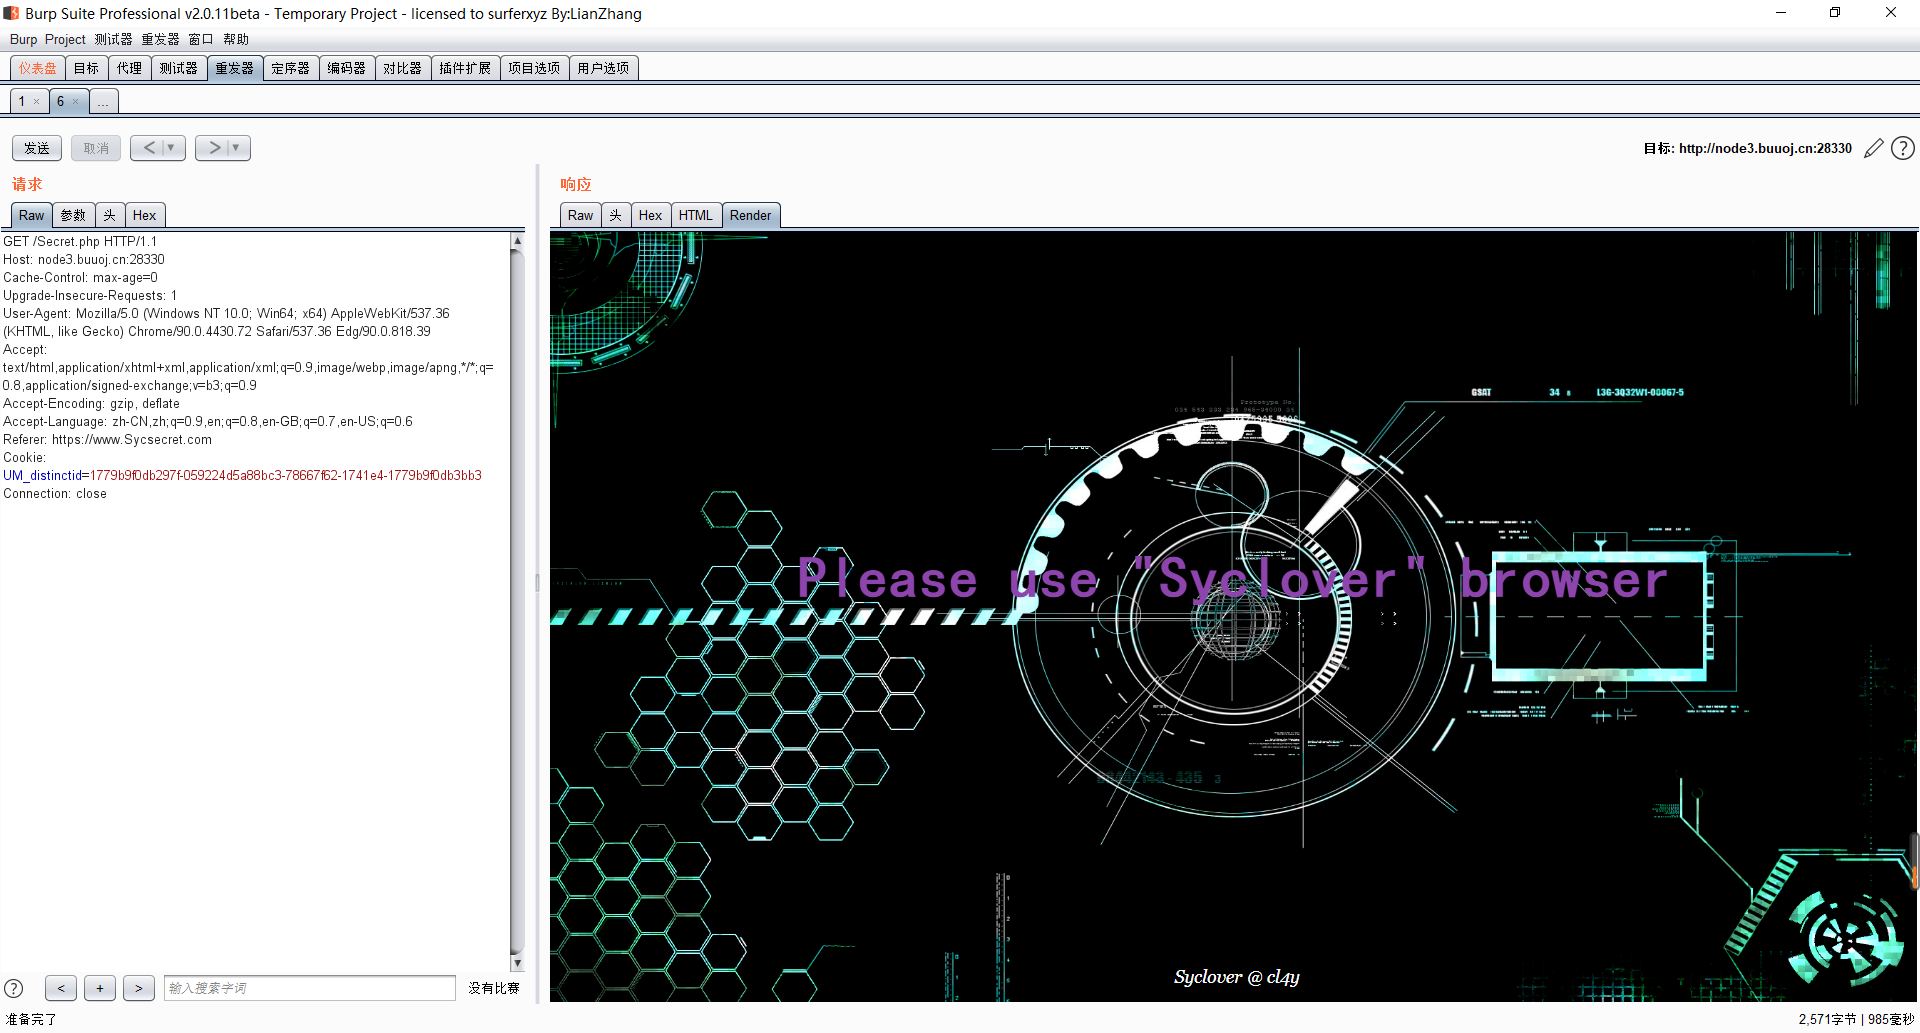 Burp Suite Professional v2.0.11beta - Temporary Project - licensed to surferxyz By:LianZhang
Burp Project 测试器 重发器 窗口 帮助
仪表盘 目标 代理 测试器 重发器 定序器 编码器 对比器 插件扩展 项目选项 用户选项
1 × 6 × ...
发送 取消 < > 目标: http://node3.buuoj.cn:28330
请求
Raw 参数 头 Hex
GET /Secret.php HTTP/1.1
Host: node3.buuoj.cn:28330
Cache-Control: max-age=0
Upgrade-Insecure-Requests: 1
User-Agent: Mozilla/5.0 (Windows NT 10.0; Win64; x64) AppleWebKit/537.36
(KHTML, like Gecko) Chrome/90.0.4430.72 Safari/537.36 Edg/90.0.818.39
Accept:
text/html,application/xhtml+xml,application/xml;q=0.9,image/webp,image/apng,*/*;q=
0.8,application/signed-exchange;v=b3;q=0.9
Accept-Encoding: gzip, deflate
Accept-Language: zh-CN,zh;q=0.9,en;q=0.8,en-GB;q=0.7,en-US;q=0.6
Referer: https://www.Sycsecret.com
Cookie:
UM_distinctid=1779b9f0db297f-059224d5a88bc3-78667f62-1741e4-1779b9f0db3bb3
Connection: close
? < + > 输入搜索字词 没有比赛
响应
Raw 头 Hex HTML Render
GSAT 34 L3G-3Q32W1-00067-5
Prototype No.
Please use "Syclover" browser
Syclover @ cl4y
准备完了 2,571字节 | 985毫秒